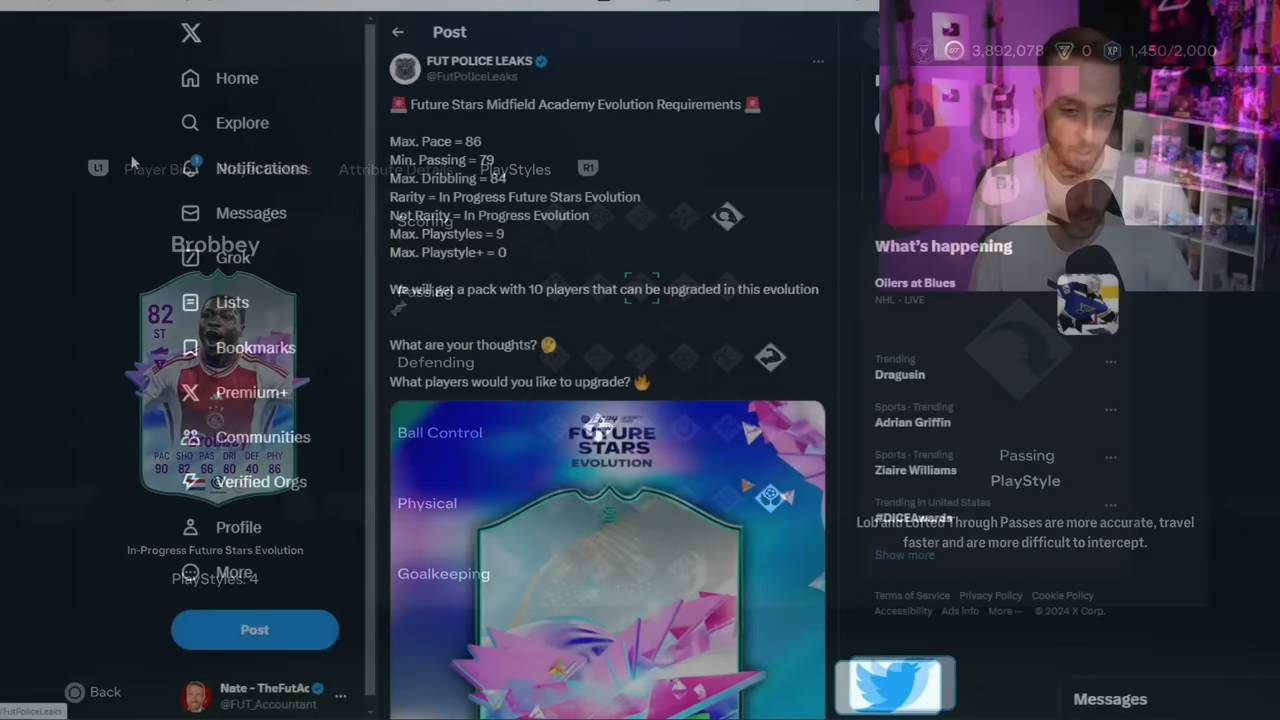 3,892,078
0
XP
1,450/2,000
Home
Explore
1
Notifications
Messages
Grok
Lists
Bookmarks
Premium+
Communities
Verified Orgs
Profile
More
Post
Nate - TheFutAc
@FUT_Accountant
Post
FUT POLICE LEAKS
@FutPoliceLeaks
🚨 Future Stars Midfield Academy Evolution Requirements 🚨
Max. Pace = 86
Min. Passing = 79
Max. Dribbling = 84
Rarity = In Progress Future Stars Evolution
Not Rarity = In Progress Evolution
Max. Playstyles = 9
Max. Playstyle+ = 0
We will get a pack with 10 players that can be upgraded in this evolution
🧬
What are your thoughts? 🤔
What players would you like to upgrade? 🔥
FUTURE
STARS
EVOLUTION
L1
Player Bio
Attribute Details
PlayStyles
R1
Scoring
Passing
Defending
Ball Control
Physical
Goalkeeping
Brobbey
82
ST
Brobbey
PAC SHO PAS DRI DEF PHY
90 82 66 80 40 86
In-Progress Future Stars Evolution
PlayStyles: 4
Back
/FutPoliceLeaks
What's happening
Oilers at Blues
NHL · LIVE
Trending
Dragusin
Sports · Trending
Adrian Griffin
Sports · Trending
Ziaire Williams
Trending in United States
#DICEAwards
Show more
Passing
PlayStyle
Lob and Lofted Through Passes are more accurate, travel
faster and are more difficult to intercept.
Terms of Service Privacy Policy Cookie Policy
Accessibility Ads info More ··· © 2024 X Corp.
Messages